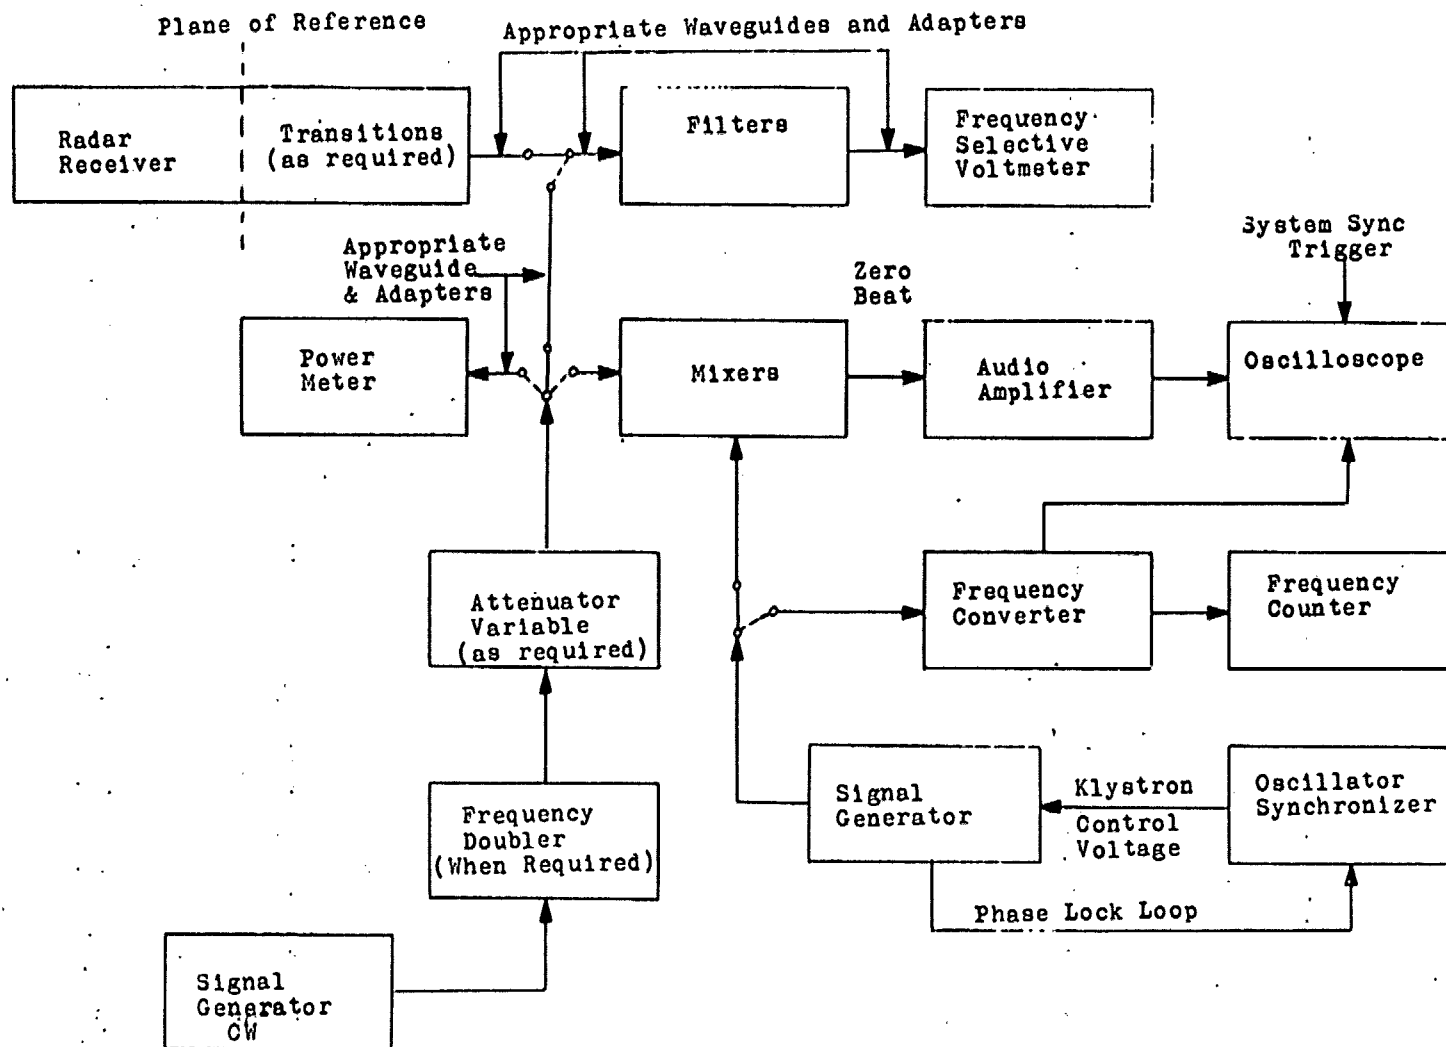 Plane of Reference
Appropriate Waveguides and Adapters
Radar
Receiver
Transitions
(as required)
Filters
Frequency
Selective
Voltmeter
Appropriate
Waveguide
& Adapters
Zero
Beat
System Sync
Trigger
Power
Meter
Mixers
Audio
Amplifier
Oscilloscope
Attenuator
Variable
(as required)
Frequency
Converter
Frequency
Counter
Frequency
Doubler
(When Required)
Signal
Generator
Klystron
Control
Voltage
Oscillator
Synchronizer
Phase Lock Loop
Signal
Generator
CW